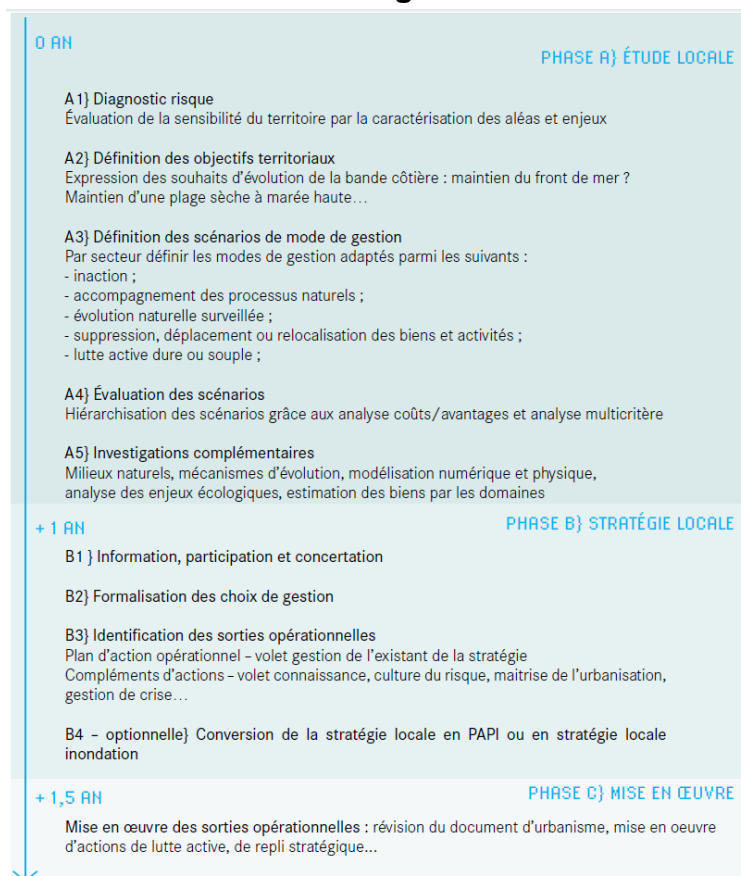 0 AN
PHASE A} ÉTUDE LOCALE
A1} Diagnostic risque
Évaluation de la sensibilité du territoire par la caractérisation des aléas et enjeux
A2} Définition des objectifs territoriaux
Expression des souhaits d'évolution de la bande côtière : maintien du front de mer ?
Maintien d'une plage sèche à marée haute…
A3} Définition des scénarios de mode de gestion
Par secteur définir les modes de gestion adaptés parmi les suivants :
- inaction ;
- accompagnement des processus naturels ;
- évolution naturelle surveillée ;
- suppression, déplacement ou relocalisation des biens et activités ;
- lutte active dure ou souple ;
A4} Évaluation des scénarios
Hiérarchisation des scénarios grâce aux analyse coûts/avantages et analyse multicritère
A5} Investigations complémentaires
Milieux naturels, mécanismes d'évolution, modélisation numérique et physique,
analyse des enjeux écologiques, estimation des biens par les domaines
+ 1 AN
PHASE B} STRATÉGIE LOCALE
B1 } Information, participation et concertation
B2} Formalisation des choix de gestion
B3} Identification des sorties opérationnelles
Plan d'action opérationnel – volet gestion de l'existant de la stratégie
Compléments d'actions – volet connaissance, culture du risque, maitrise de l'urbanisation,
gestion de crise…
B4 – optionnelle} Conversion de la stratégie locale en PAPI ou en stratégie locale
inondation
+ 1,5 AN
PHASE C} MISE EN ŒUVRE
Mise en œuvre des sorties opérationnelles : révision du document d'urbanisme, mise en oeuvre
d'actions de lutte active, de repli stratégique...